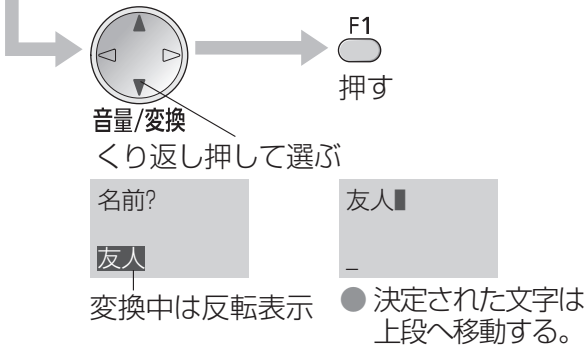 F1
押す
音量/変換
くり返し押して選ぶ
名前?
友人
変換中は反転表示
友人
_
● 決定された文字は
上段へ移動する。